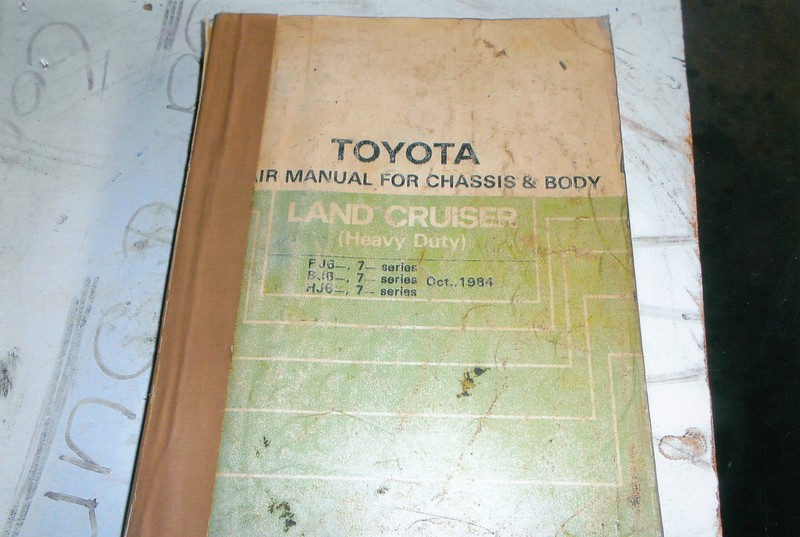 TOYOTA
AIR MANUAL FOR CHASSIS & BODY
LAND CRUISER
(Heavy Duty)
FJ6–, 7– series
BJ6–, 7– series Oct., 1984
HJ6–, 7– series